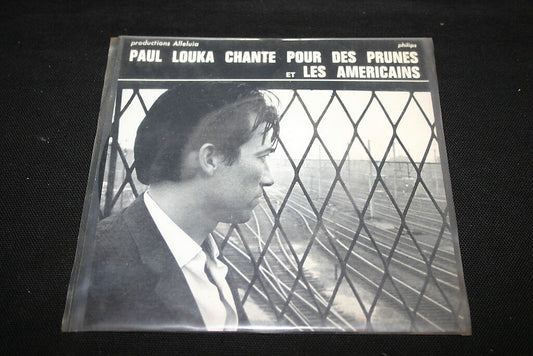 productions Alleluia philips
PAUL LOUKA CHANTE POUR DES PRUNES
ET LES AMERICAINS